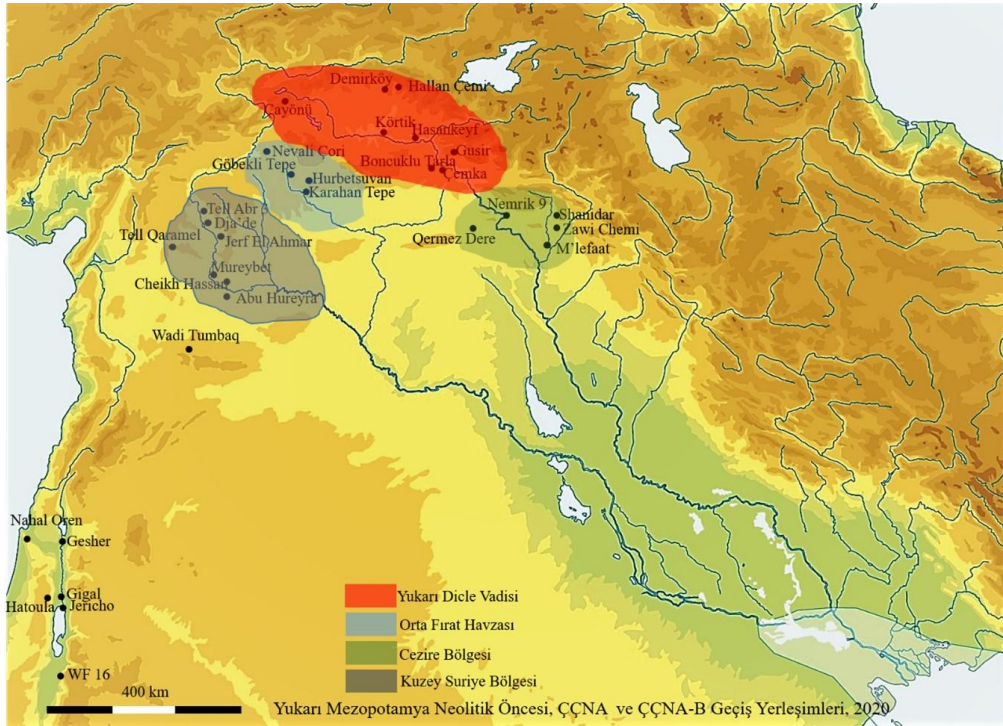 Demirköy
Hallan Çemi
Çayönü
Körtik
Hasankeyf
Gusir
Boncuklu Tarla
Çemka
Nevali Cori
Göbekli Tepe
Hurbetsuvan
Karahan Tepe
Tell Abr 3
Dja'de
Tell Qaramel
Jerf El Ahmar
Mureybet
Cheikh Hassan
Abu Hureyra
Nemrik 9
Shanidar
Zawi Chemi
Qermez Dere
M'lefaat
Wadi Tumbaq
Nahal Oren
Gesher
Gigal
Hatoula
Jericho
WF 16
400 km
Yukarı Dicle Vadisi
Orta Fırat Havzası
Cezire Bölgesi
Kuzey Suriye Bölgesi
Yukarı Mezopotamya Neolitik Öncesi, ÇÇNA ve ÇÇNA-B Geçiş Yerleşimleri, 2020